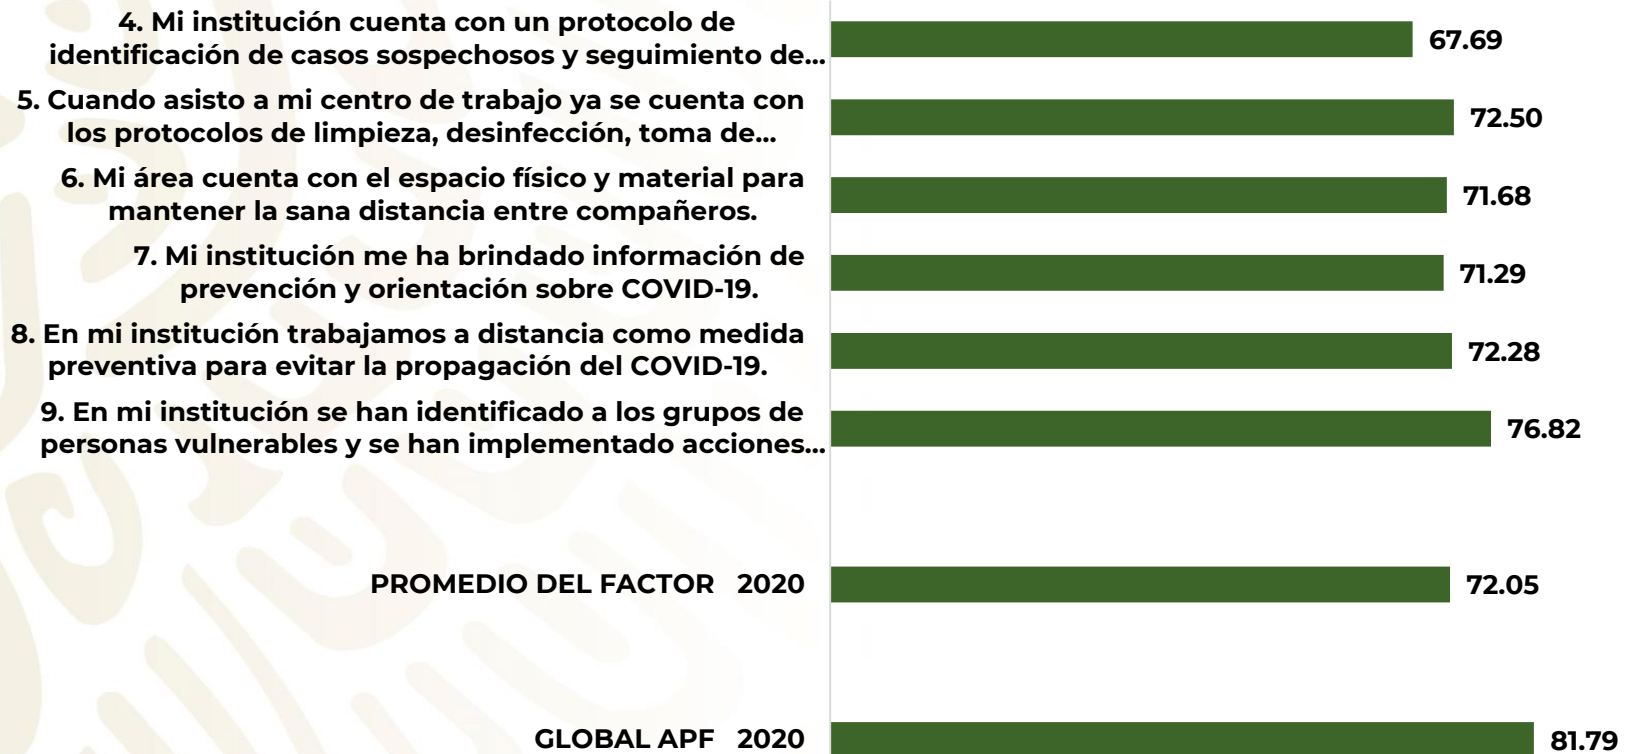 4. Mi institución cuenta con un protocolo de
identificación de casos sospechosos y seguimiento de...
67.69
5. Cuando asisto a mi centro de trabajo ya se cuenta con
los protocolos de limpieza, desinfección, toma de...
72.50
6. Mi área cuenta con el espacio físico y material para
mantener la sana distancia entre compañeros.
71.68
7. Mi institución me ha brindado información de
prevención y orientación sobre COVID-19.
71.29
8. En mi institución trabajamos a distancia como medida
preventiva para evitar la propagación del COVID-19.
72.28
9. En mi institución se han identificado a los grupos de
personas vulnerables y se han implementado acciones...
76.82
PROMEDIO DEL FACTOR 2020
72.05
GLOBAL APF 2020
81.79